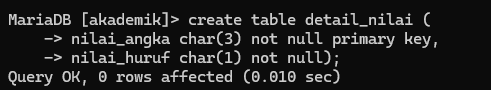 MariaDB [akademik]> create table detail_nilai (
    -> nilai_angka char(3) not null primary key,
    -> nilai_huruf char(1) not null);
Query OK, 0 rows affected (0.010 sec)